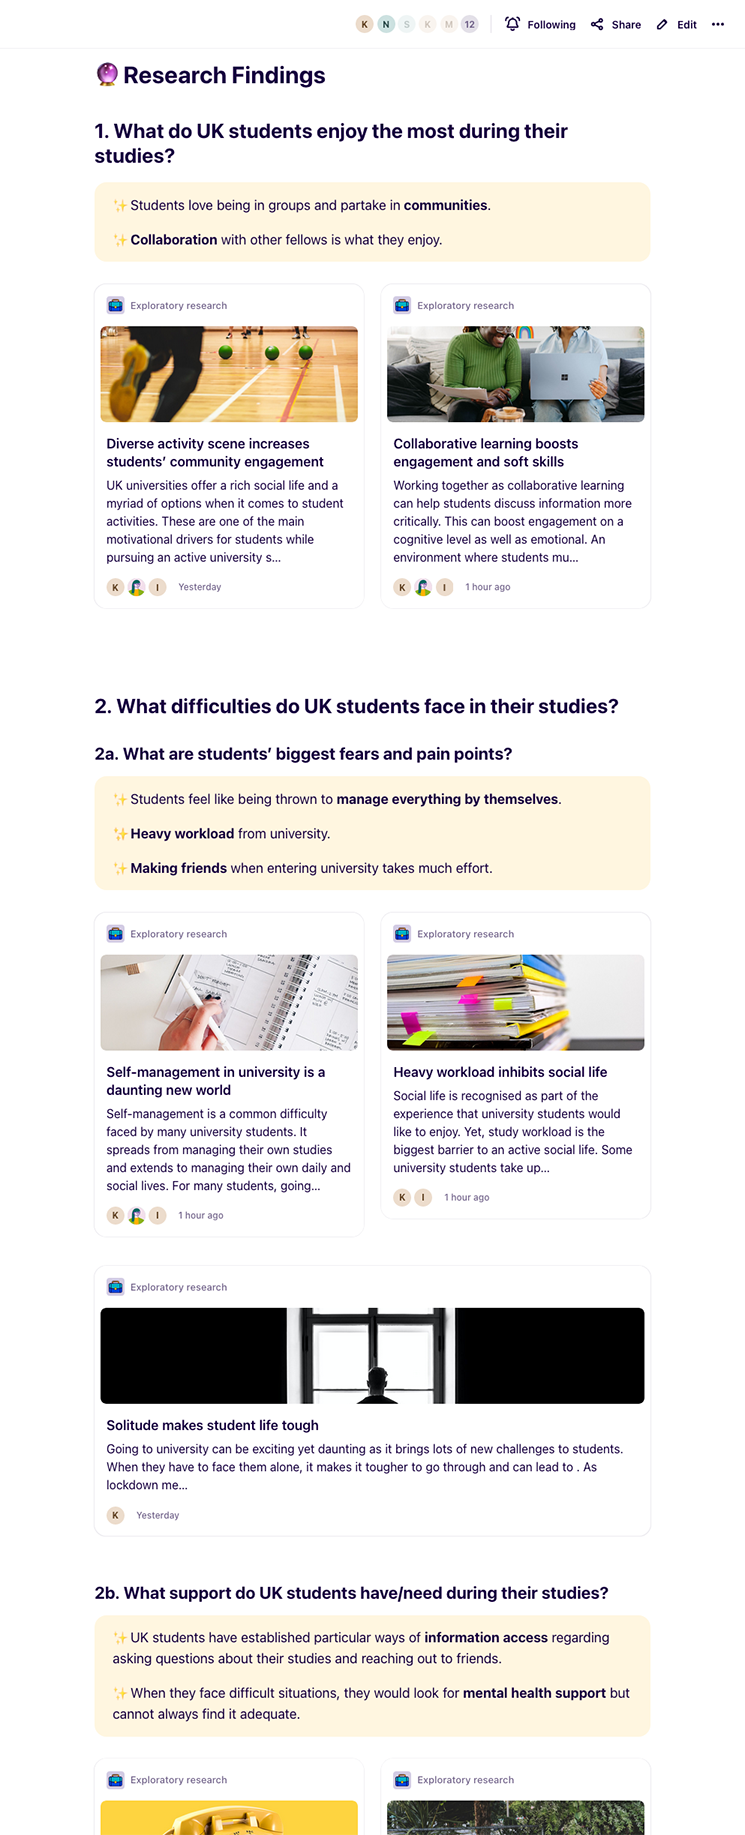 K N S K M 12 Following Share Edit
Research Findings
1. What do UK students enjoy the most during their
studies?
Students love being in groups and partake in communities.
Collaboration with other fellows is what they enjoy.
Exploratory research
Diverse activity scene increases
students’ community engagement
UK universities offer a rich social life and a
myriad of options when it comes to student
activities. These are one of the main
motivational drivers for students while
pursuing an active university s...
K I Yesterday
Exploratory research
Collaborative learning boosts
engagement and soft skills
Working together as collaborative learning
can help students discuss information more
critically. This can boost engagement on a
cognitive level as well as emotional. An
environment where students mu...
K I 1 hour ago
2. What difficulties do UK students face in their studies?
2a. What are students’ biggest fears and pain points?
Students feel like being thrown to manage everything by themselves.
Heavy workload from university.
Making friends when entering university takes much effort.
Exploratory research
Self-management in university is a
daunting new world
Self-management is a common difficulty
faced by many university students. It
spreads from managing their own studies
and extends to managing their own daily and
social lives. For many students, going...
K I 1 hour ago
Exploratory research
Heavy workload inhibits social life
Social life is recognised as part of the
experience that university students would
like to enjoy. Yet, study workload is the
biggest barrier to an active social life. Some
university students take up...
K I 1 hour ago
Exploratory research
Solitude makes student life tough
Going to university can be exciting yet daunting as it brings lots of new challenges to students.
When they have to face them alone, it makes it tougher to go through and can lead to . As
lockdown me...
K Yesterday
2b. What support do UK students have/need during their studies?
UK students have established particular ways of information access regarding
asking questions about their studies and reaching out to friends.
When they face difficult situations, they would look for mental health support but
cannot always find it adequate.
Exploratory research
Exploratory research